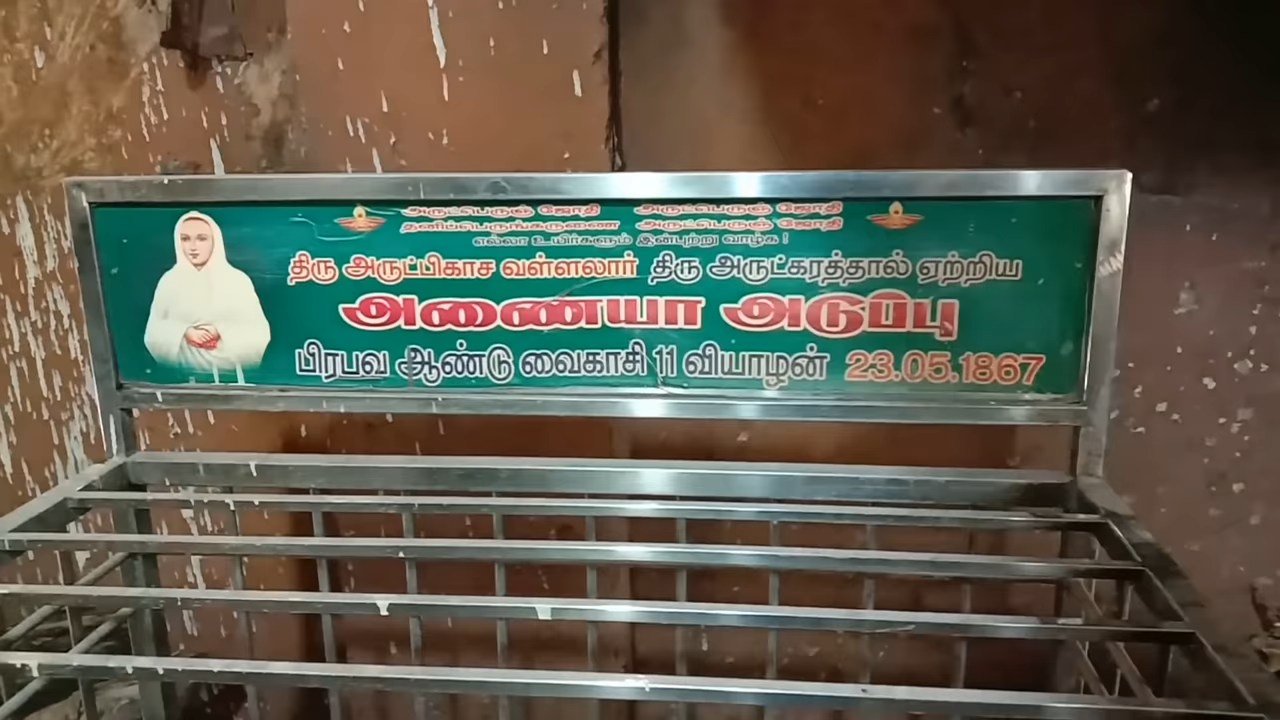 அருட்பெருஞ் ஜோதி அருட்பெருஞ் ஜோதி
தனிப்பெருங்கருணை அருட்பெருஞ் ஜோதி
எல்லா உயிர்களும் இன்புற்று வாழ்க !
திரு அருட்பிகாச வள்ளலார் திரு அருட்கரத்தால் ஏற்றிய
அணையா அடுப்பு
பிரபவ ஆண்டு வைகாசி 11 வியாழன் 23.05.1867